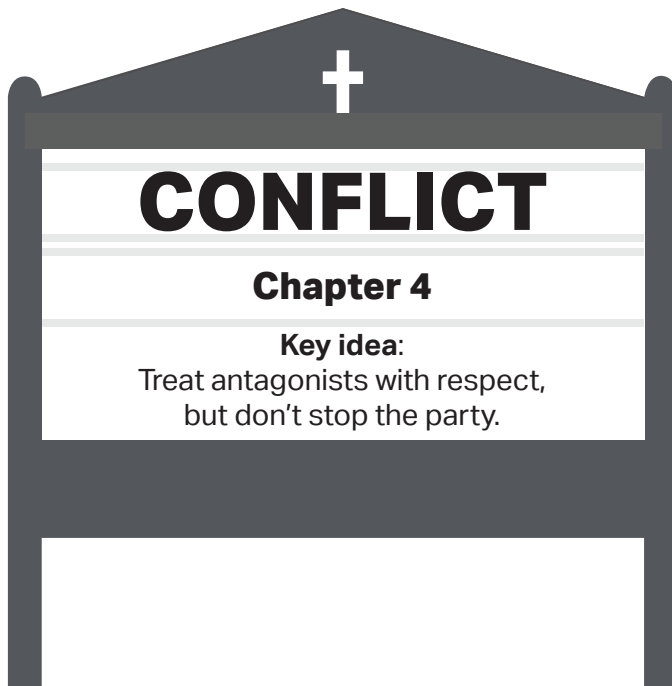 CONFLICT
Chapter 4
Key idea:
Treat antagonists with respect,
but don’t stop the party.